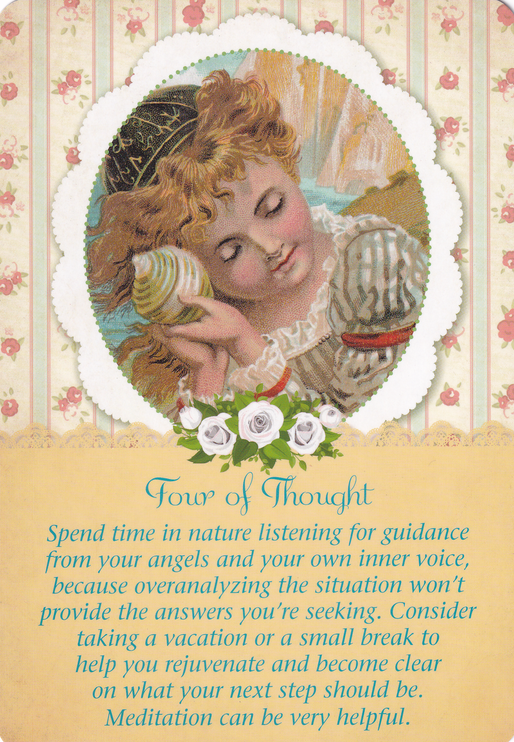 Four of Thought
Spend time in nature listening for guidance
from your angels and your own inner voice,
because overanalyzing the situation won't
provide the answers you're seeking. Consider
taking a vacation or a small break to
help you rejuvenate and become clear
on what your next step should be.
Meditation can be very helpful.